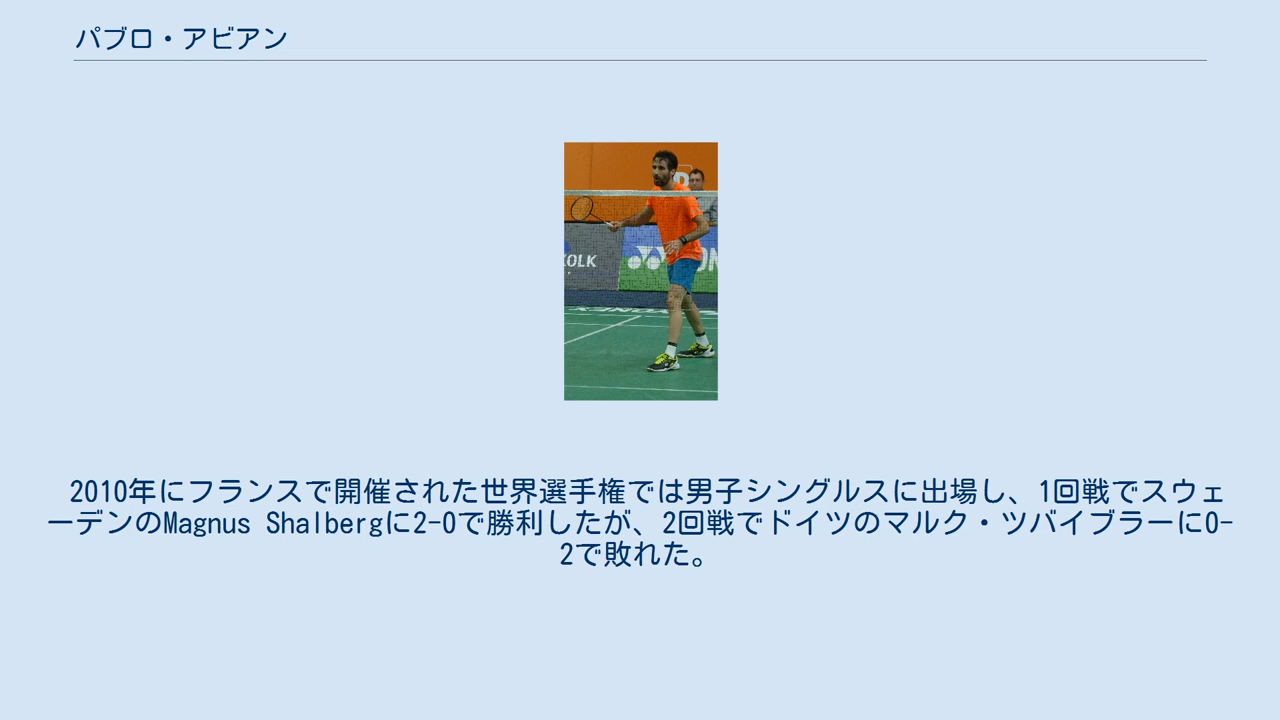 パブロ・アビアン
KOLK
YON
YONEX
2010年にフランスで開催された世界選手権では男子シングルスに出場し、1回戦でスウェ
ーデンのMagnus Shalbergに2-0で勝利したが、2回戦でドイツのマルク・ツバイブラーに0-
2で敗れた。